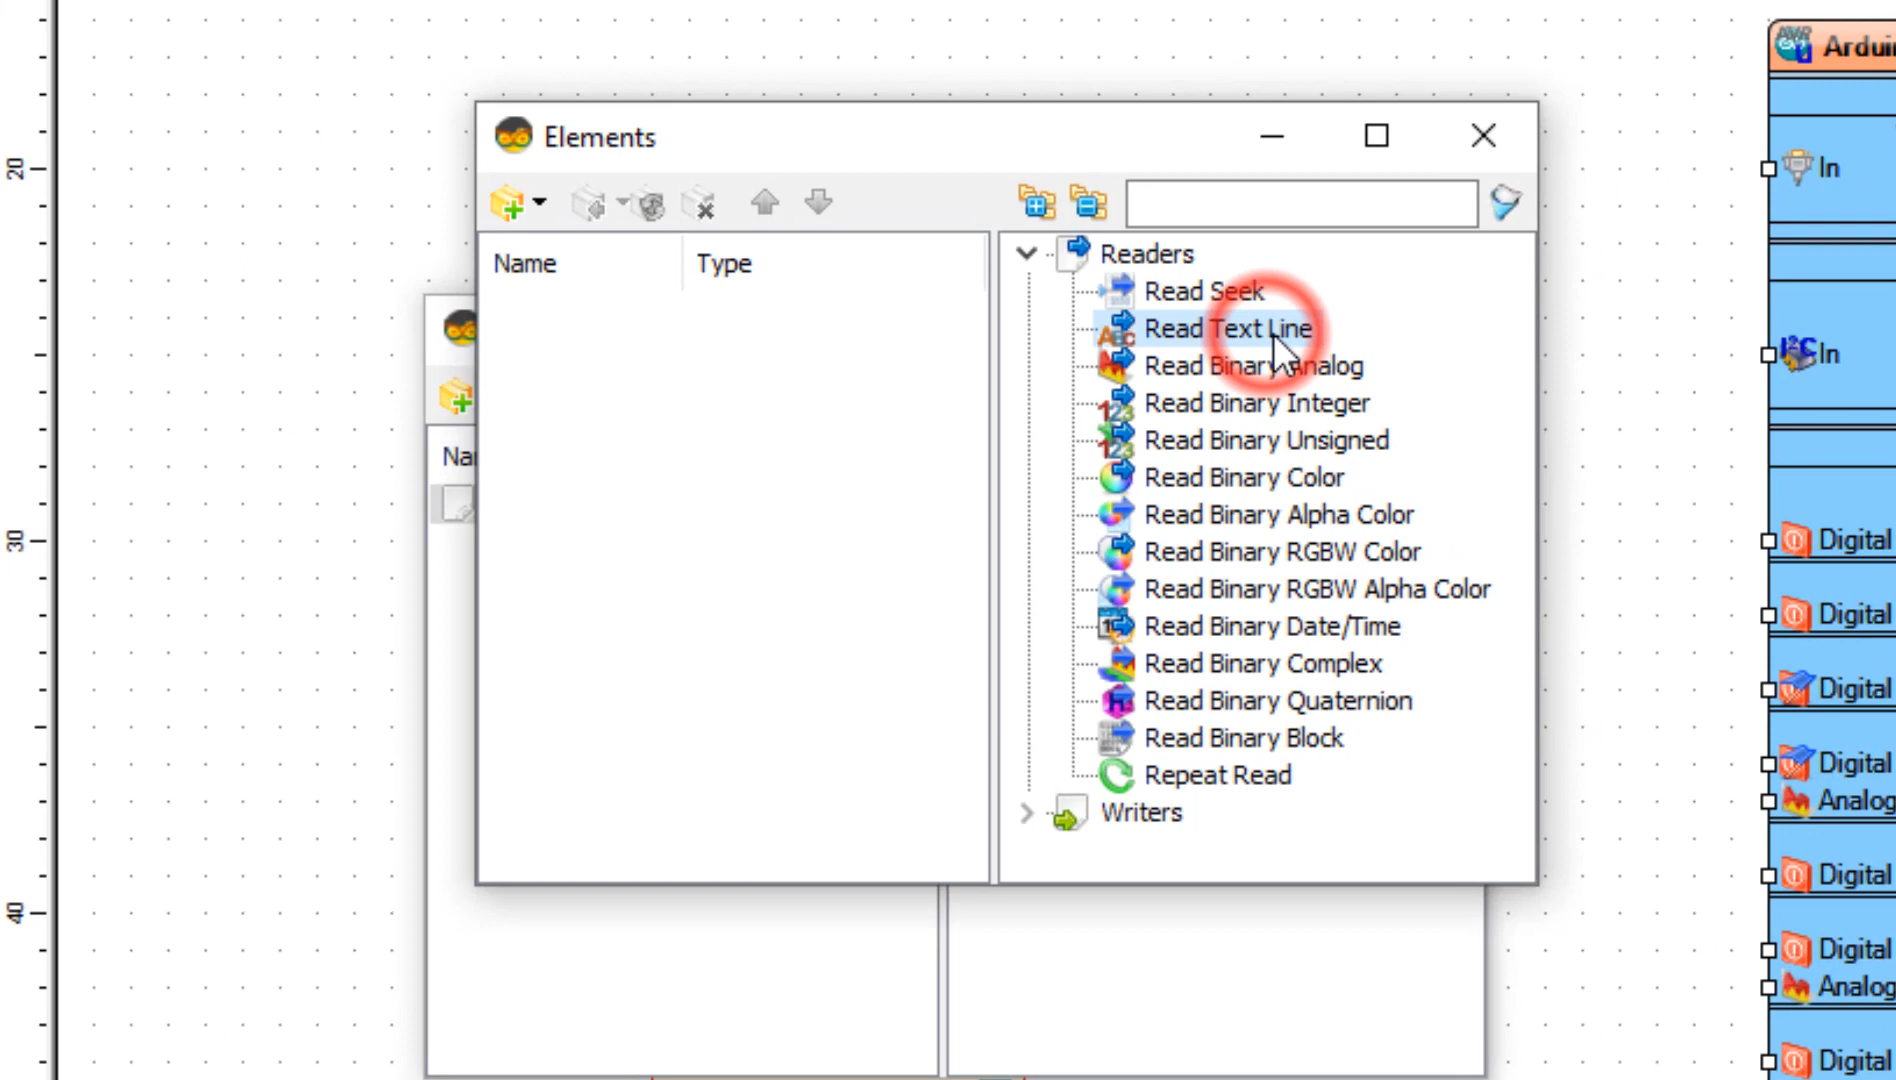 Elements
Name Type
Readers
Read Seek
Read Text Line
Read Binary Analog
Read Binary Integer
Read Binary Unsigned
Read Binary Color
Read Binary Alpha Color
Read Binary RGBW Color
Read Binary RGBW Alpha Color
Read Binary Date/Time
Read Binary Complex
Read Binary Quaternion
Read Binary Block
Repeat Read
Writers
Nar
20
30
40
Ardui
In
I2C In
Digital
Digital
Digital
Digital
Analog
Digital
Digital
Analog
Digital